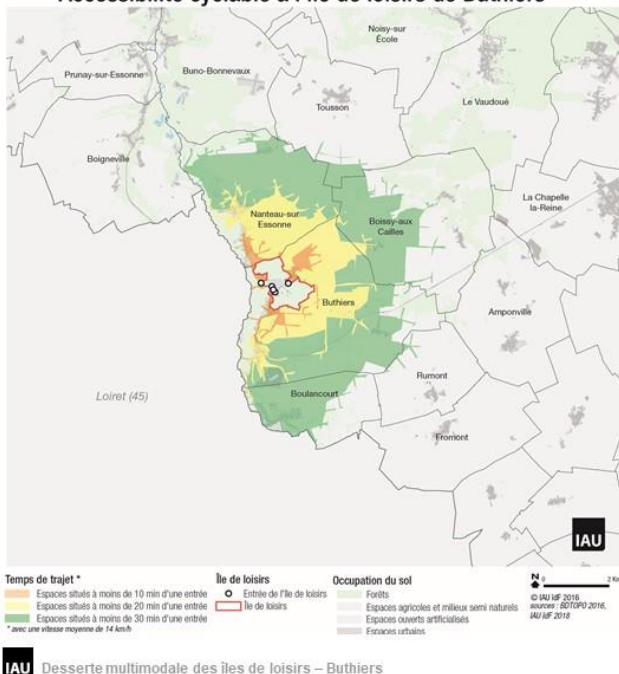 Accessibilité cyclable à l'île de loisirs de Buthiers
Noisy-sur
École
Prunay-sur-Essonne
Buno-Bonnevaux
Tousson
Le Vaudoué
Boigneville
La Chapelle
la-Reine
Nanteau-sur
Essonne
Boissy-aux
Cailles
Buthiers
Amponville
Loiret (45)
Rumont
Boulancourt
Fromont
IAU
Temps de trajet *
Espaces situés à moins de 10 min d'une entrée
Espaces situés à moins de 20 min d'une entrée
Espaces situés à moins de 30 min d'une entrée
* avec une vitesse moyenne de 14 km/h
Île de loisirs
Entrée de l'île de loisirs
Île de loisirs
Occupation du sol
Forêts
Espaces agricoles et milieux semi naturels
Espaces ouverts artificialisés
Espaces urbains
N 0 2 Km
© IAU îdF 2016
sources : BDTOPO 2016,
IAU îdF 2018
IAU Desserte multimodale des îles de loisirs – Buthiers